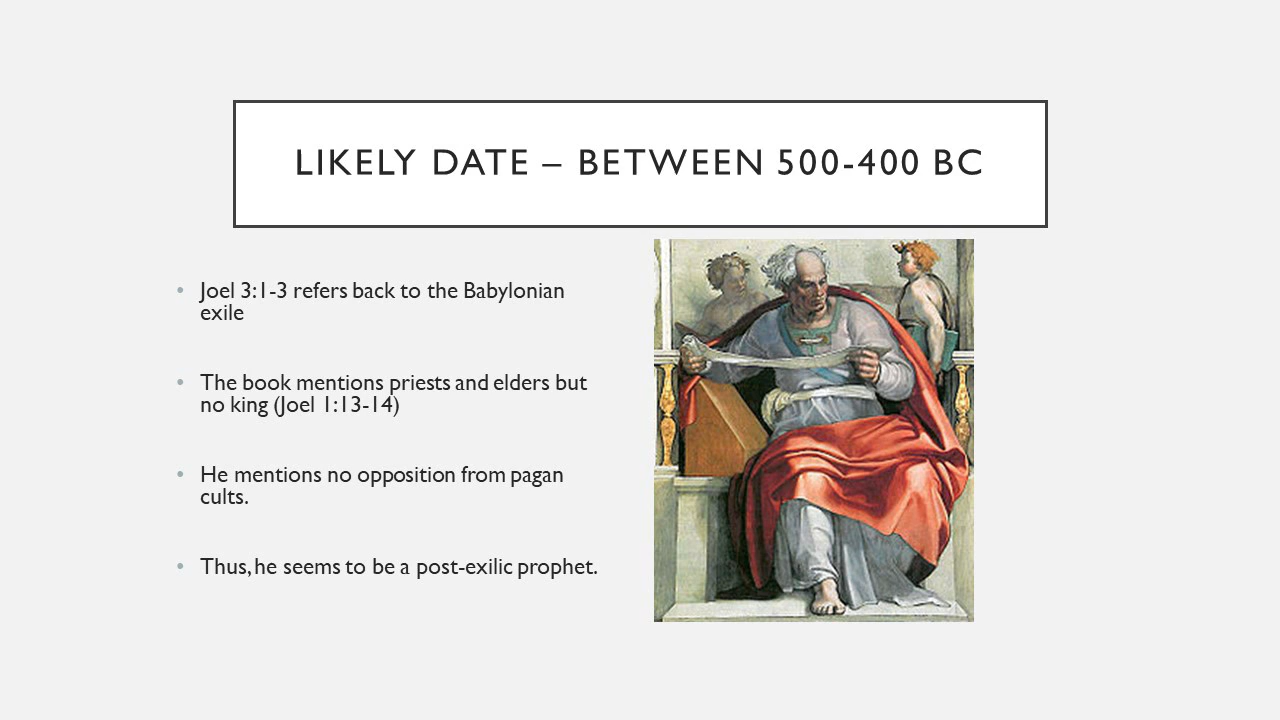 LIKELY DATE – BETWEEN 500-400 BC
• Joel 3:1-3 refers back to the Babylonian
exile
• The book mentions priests and elders but
no king (Joel 1:13-14)
• He mentions no opposition from pagan
cults.
• Thus, he seems to be a post-exilic prophet.